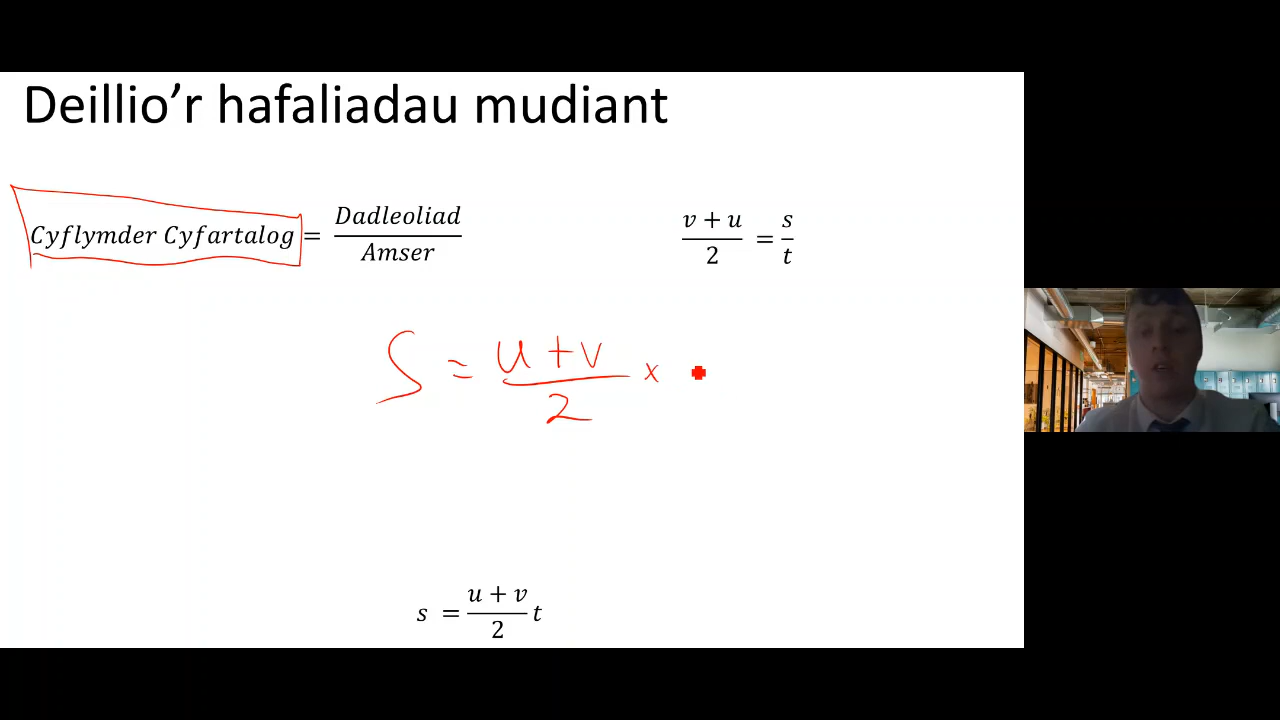 Deillio'r hafaliadau mudiant
Cyflymder Cyfartalog = Dadleoliad / Amser
(v + u) / 2 = s / t
S = (u + v) / 2 ×
s = (u + v) / 2 t